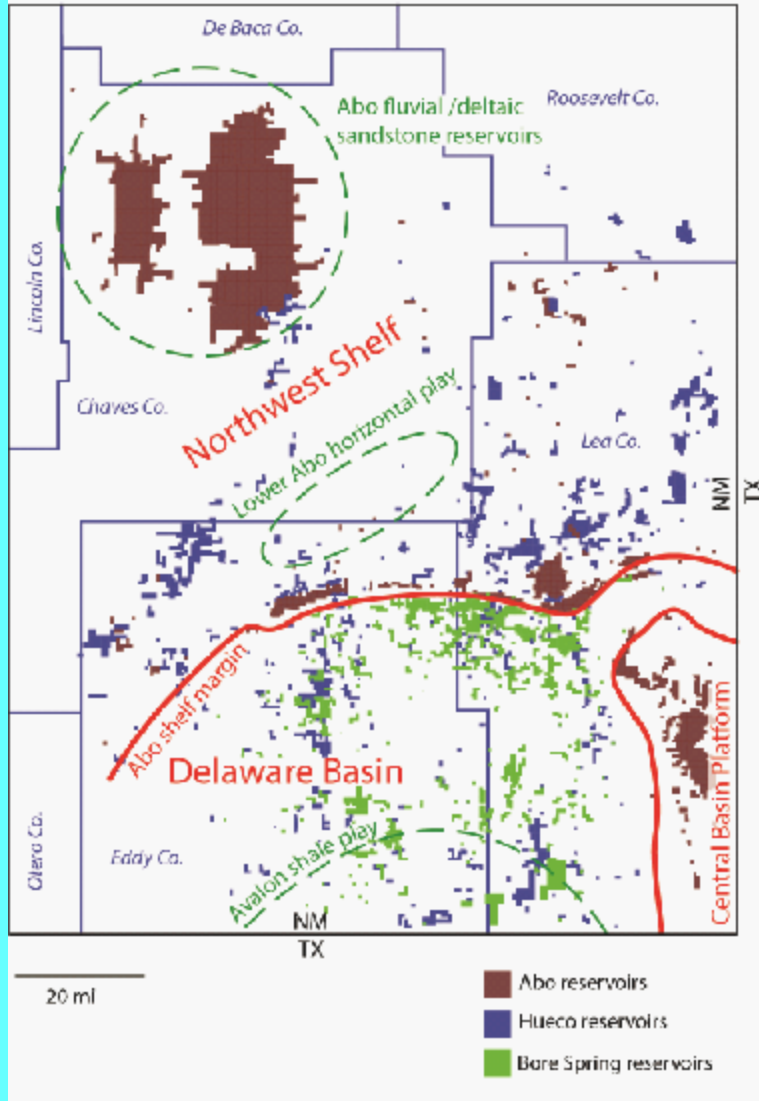 De Baca Co.
Roosevelt Co.
Abo fluvial /deltaic
sandstone reservoirs
Lincoln Co.
Northwest Shelf
Chaves Co.
Lower Abo horizontal play
Lea Co.
NM
TX
Abo shelf margin
Delaware Basin
Central Basin Platform
Otero Co.
Eddy Co.
Avalon shale play
NM
TX
20 mi
Abo reservoirs
Hueco reservoirs
Bone Spring reservoirs